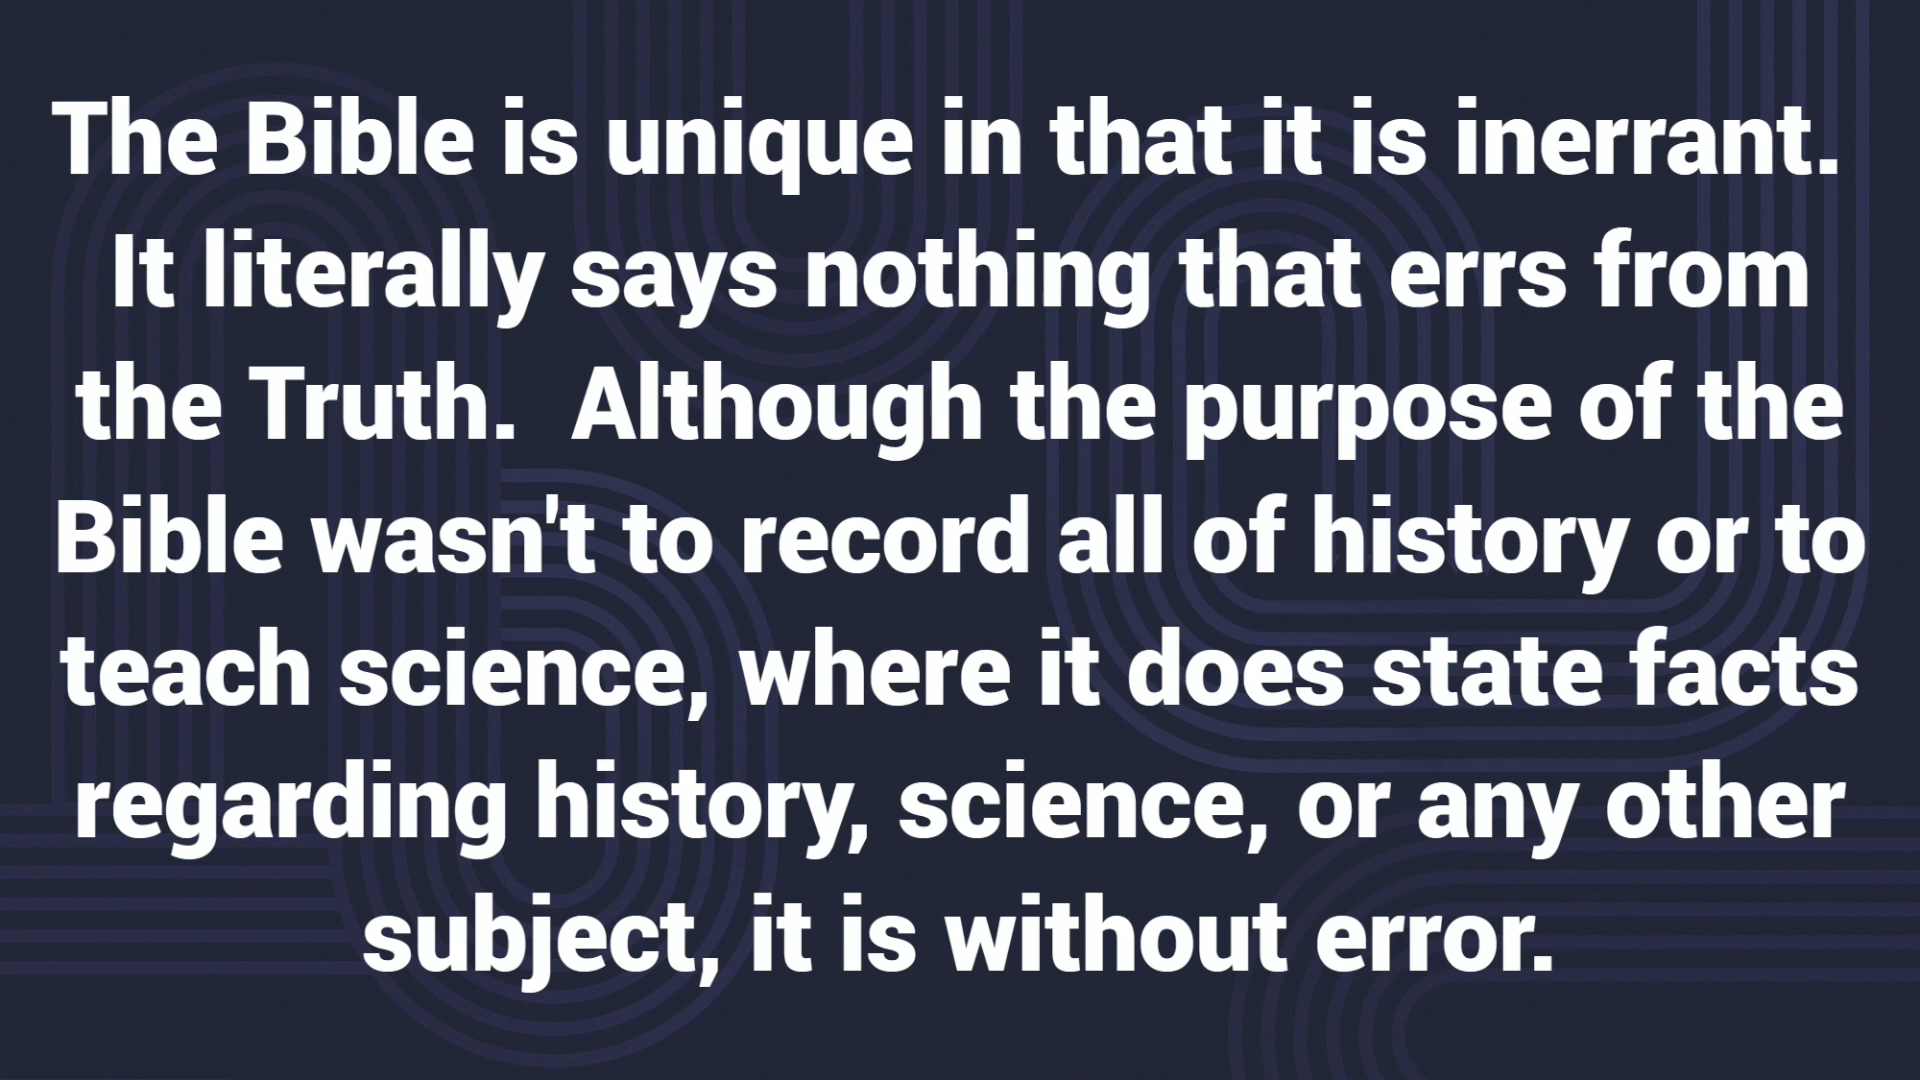 The Bible is unique in that it is inerrant.
It literally says nothing that errs from
the Truth.  Although the purpose of the
Bible wasn't to record all of history or to
teach science, where it does state facts
regarding history, science, or any other
subject, it is without error.